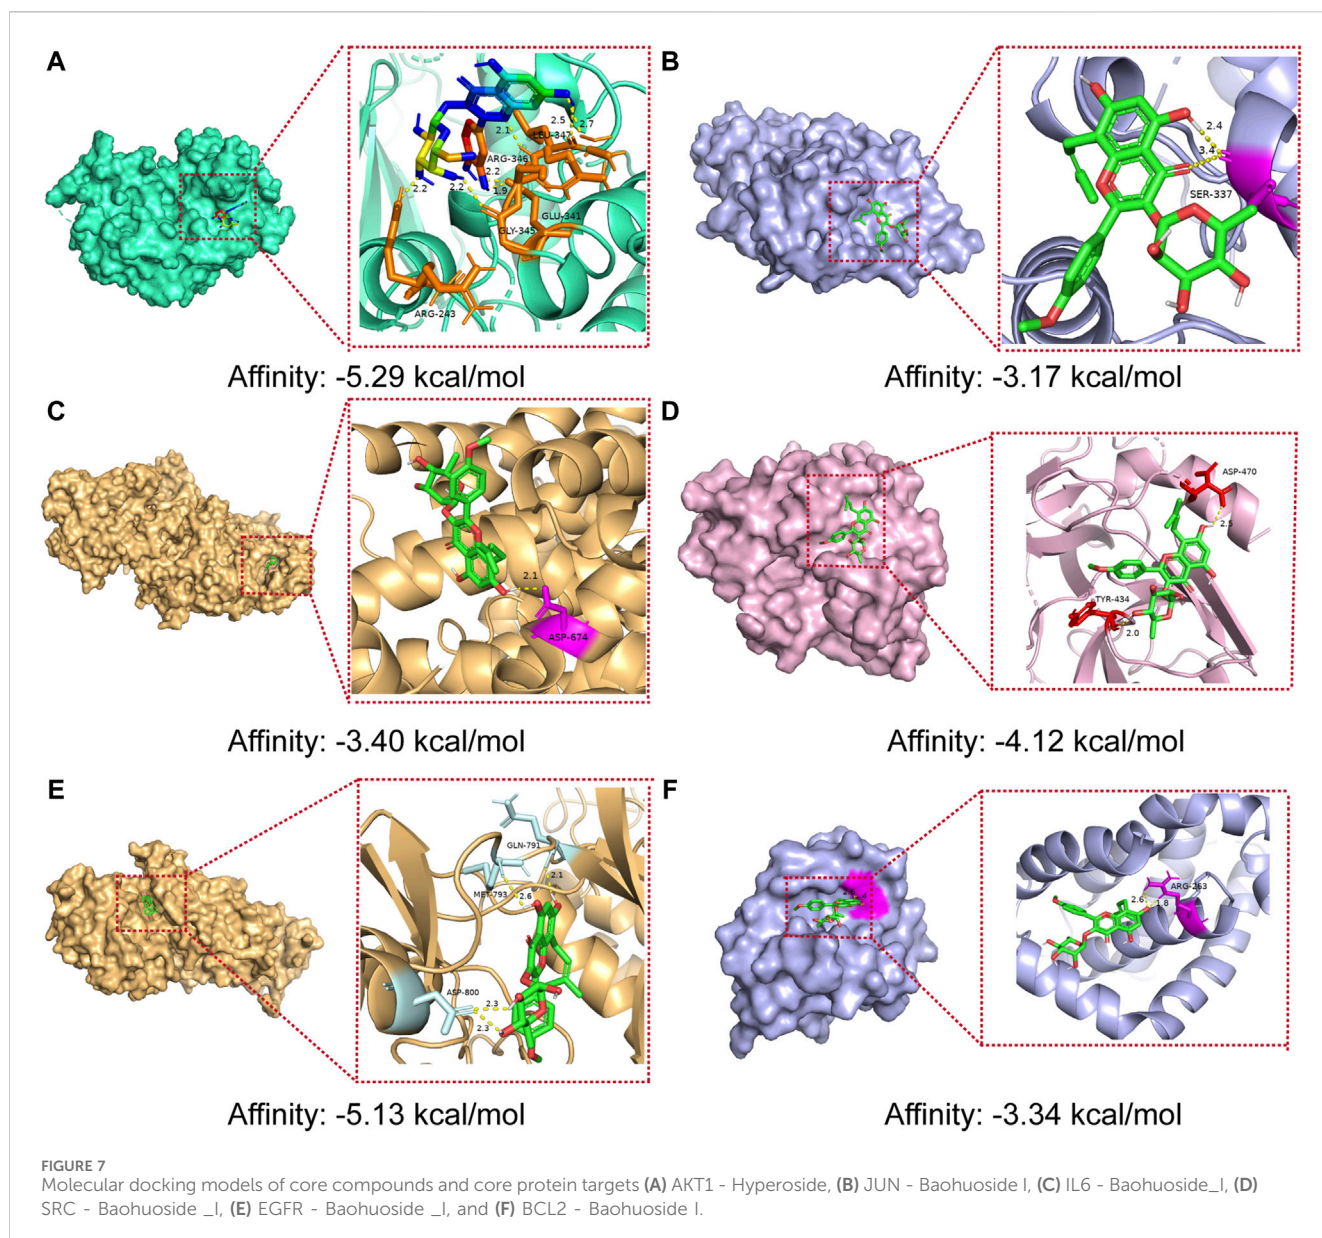 A
2.1
2.5
2.7
LEU-347
ARG-346
2.2
2.2
2.2
1.9
GLU-341
GLY-345
ARG-243
Affinity: -5.29 kcal/mol
B
2.4
3.4
SER-337
Affinity: -3.17 kcal/mol
C
2.1
ASP-674
Affinity: -3.40 kcal/mol
D
ASP-470
2.5
TYR-434
2.0
Affinity: -4.12 kcal/mol
E
GLN-791
MET-793
2.1
2.6
ASP-800
2.3
2.3
Affinity: -5.13 kcal/mol
F
ARG-263
2.6
1.8
Affinity: -3.34 kcal/mol
FIGURE 7
Molecular docking models of core compounds and core protein targets (A) AKT1 - Hyperoside, (B) JUN - Baohuoside I, (C) IL6 - Baohuoside_I, (D)
SRC - Baohuoside _I, (E) EGFR - Baohuoside _I, and (F) BCL2 - Baohuoside I.